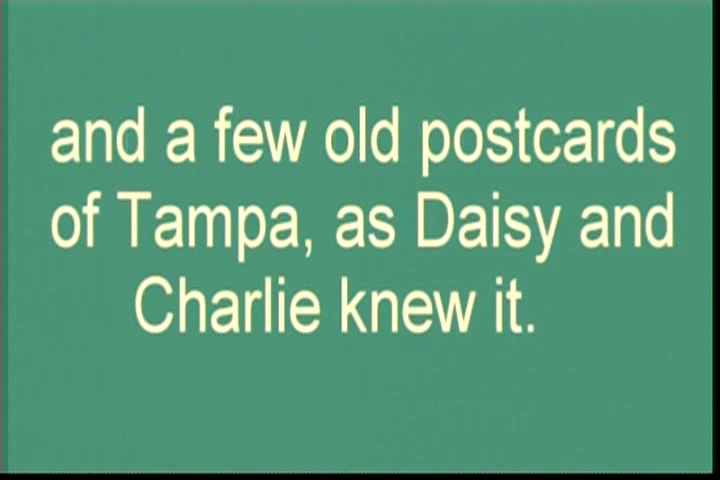 and a few old postcards
of Tampa, as Daisy and
Charlie knew it.